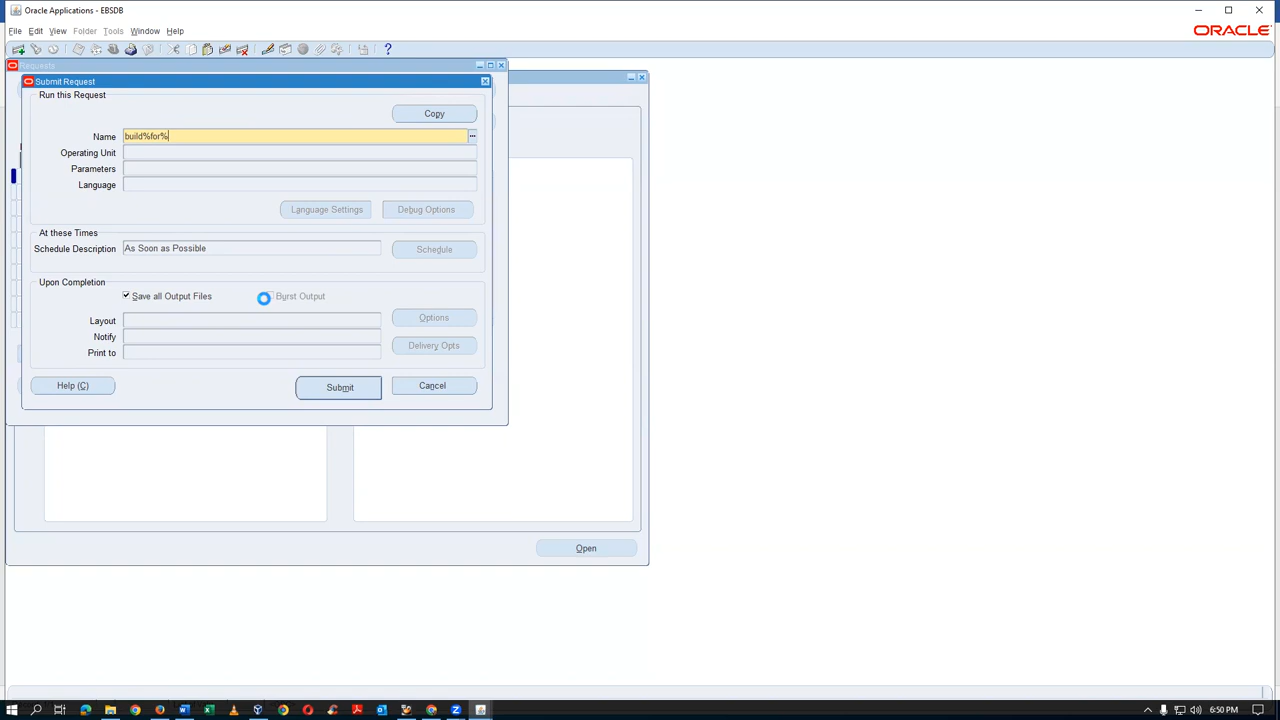 Oracle Applications - EBSDB
File Edit View Folder Tools Window Help
ORACLE
Requests
Submit Request
Run this Request
Copy
Name build%for%
Operating Unit
Parameters
Language
Language Settings Debug Options
At these Times
Schedule Description As Soon as Possible Schedule
Upon Completion
Save all Output Files Burst Output
Layout Options
Notify
Print to Delivery Opts
Help (C) Submit Cancel
Open
6:50 PM